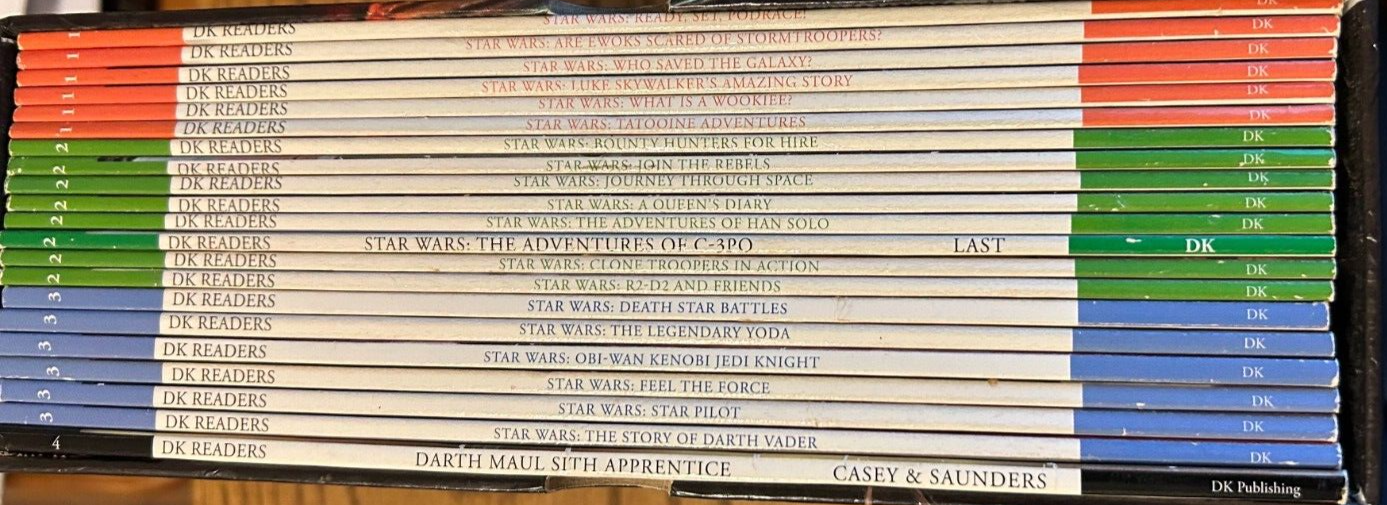 STAR WARS: READY, SET, PODRACE! DK
1 DK READERS STAR WARS: ARE EWOKS SCARED OF STORMTROOPERS? DK
1 DK READERS STAR WARS: WHO SAVED THE GALAXY? DK
1 DK READERS STAR WARS: LUKE SKYWALKER'S AMAZING STORY DK
1 DK READERS STAR WARS: WHAT IS A WOOKIEE? DK
1 DK READERS STAR WARS: TATOOINE ADVENTURES DK
1 DK READERS
2 DK READERS STAR WARS: BOUNTY HUNTERS FOR HIRE DK
2 DK READERS STAR WARS: JOIN THE REBELS DK
2 DK READERS STAR WARS: JOURNEY THROUGH SPACE DK
2 DK READERS STAR WARS: A QUEEN'S DIARY DK
2 DK READERS STAR WARS: THE ADVENTURES OF HAN SOLO DK
2 DK READERS STAR WARS: THE ADVENTURES OF C-3PO LAST DK
2 DK READERS STAR WARS: CLONE TROOPERS IN ACTION DK
2 DK READERS STAR WARS: R2-D2 AND FRIENDS DK
3 DK READERS STAR WARS: DEATH STAR BATTLES DK
3 DK READERS STAR WARS: THE LEGENDARY YODA DK
3 DK READERS STAR WARS: OBI-WAN KENOBI JEDI KNIGHT DK
3 DK READERS STAR WARS: FEEL THE FORCE DK
3 DK READERS STAR WARS: STAR PILOT DK
3 DK READERS STAR WARS: THE STORY OF DARTH VADER DK
4 DK READERS DARTH MAUL SITH APPRENTICE CASEY & SAUNDERS DK Publishing